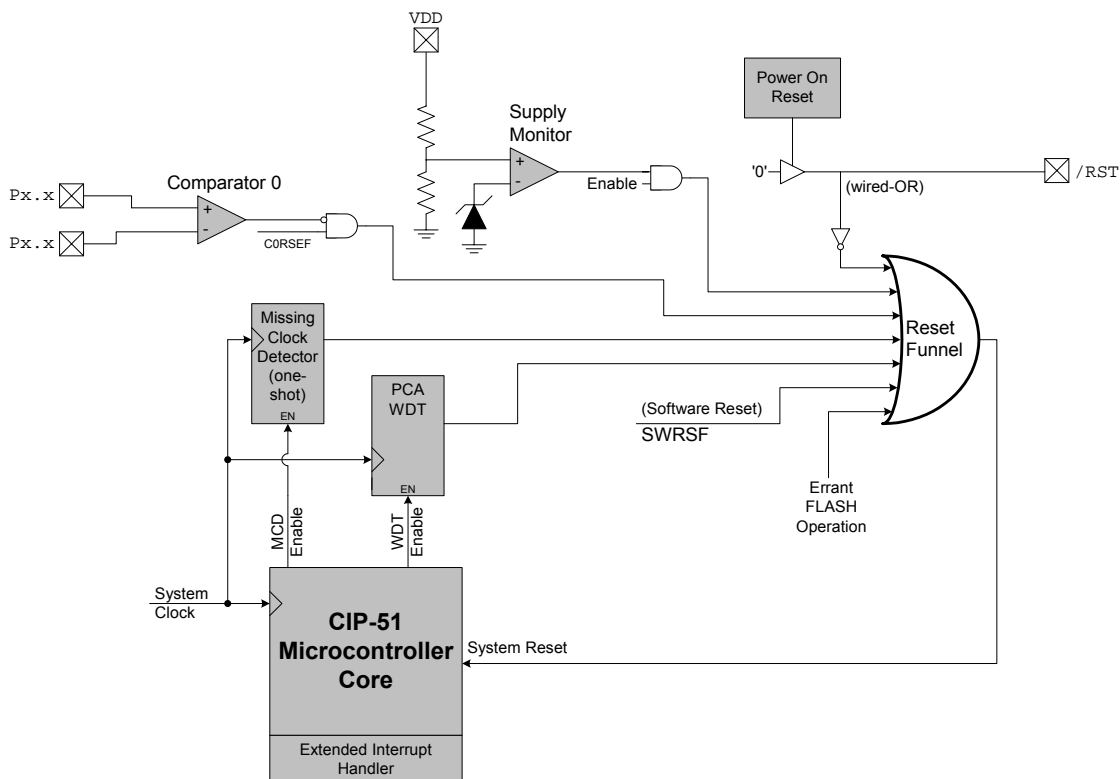 VDD
Power On
Reset
Supply
Monitor
+
-
Enable
'0'
(wired-OR)
/RST
Comparator 0
Px.x
Px.x
+
-
C0RSEF
Missing
Clock
Detector
(one-
shot)
EN
PCA
WDT
EN
Reset
Funnel
(Software Reset)
SWRSF
Errant
FLASH
Operation
MCD
Enable
WDT
Enable
System
Clock
CIP-51
Microcontroller
Core
System Reset
Extended Interrupt
Handler